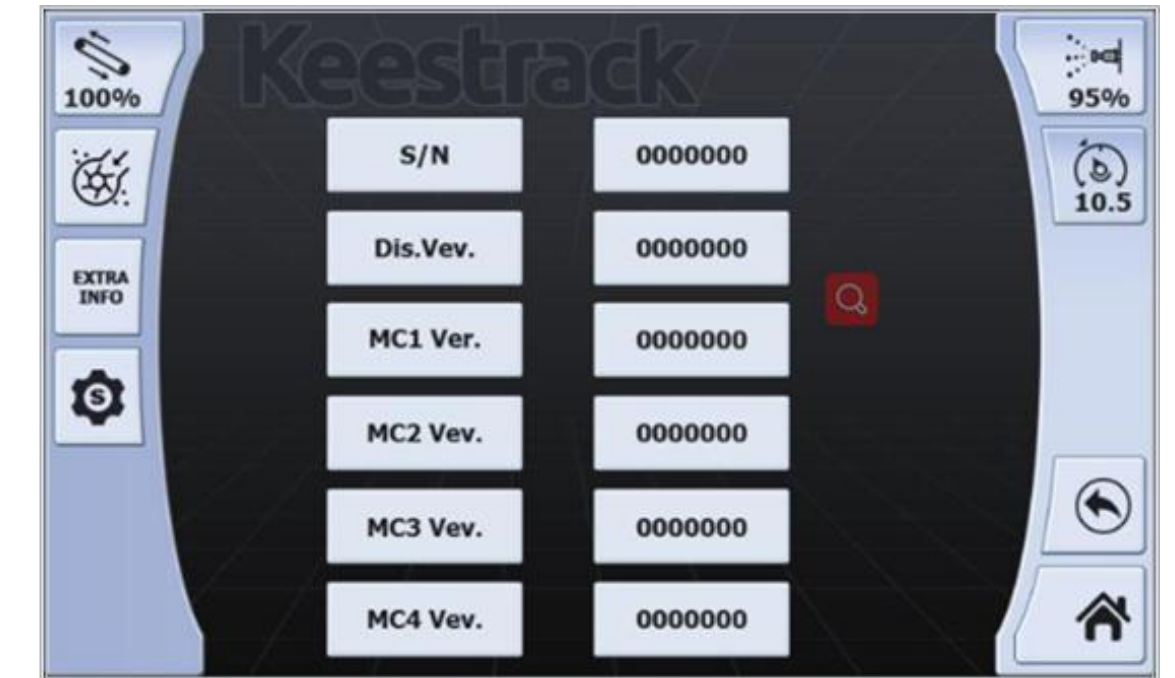 Keestrack
100%
95%
S/N 0000000
10.5
Dis.Vev. 0000000
EXTRA
INFO
MC1 Ver. 0000000
S
MC2 Vev. 0000000
MC3 Vev. 0000000
MC4 Vev. 0000000